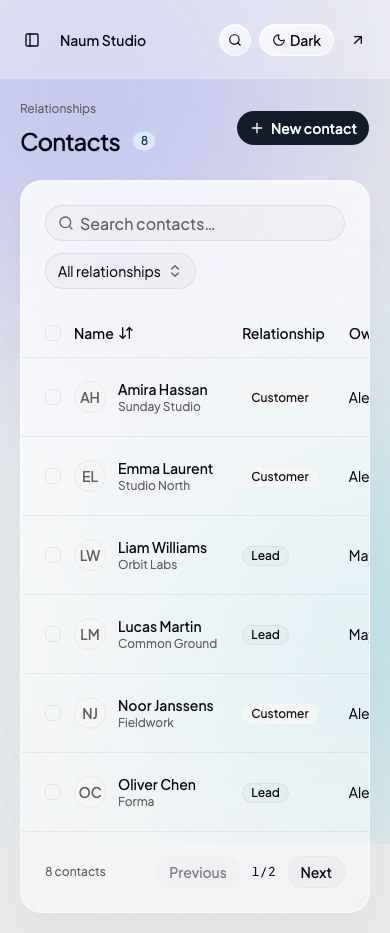 Naum Studio
Dark
Relationships
Contacts 8
New contact
Search contacts…
All relationships
Name Relationship Ow
AH Amira Hassan Customer Ale
Sunday Studio
EL Emma Laurent Customer Ale
Studio North
LW Liam Williams Lead Ma
Orbit Labs
LM Lucas Martin Lead Ma
Common Ground
NJ Noor Janssens Customer Ale
Fieldwork
OC Oliver Chen Lead Ale
Forma
8 contacts Previous 1/2 Next